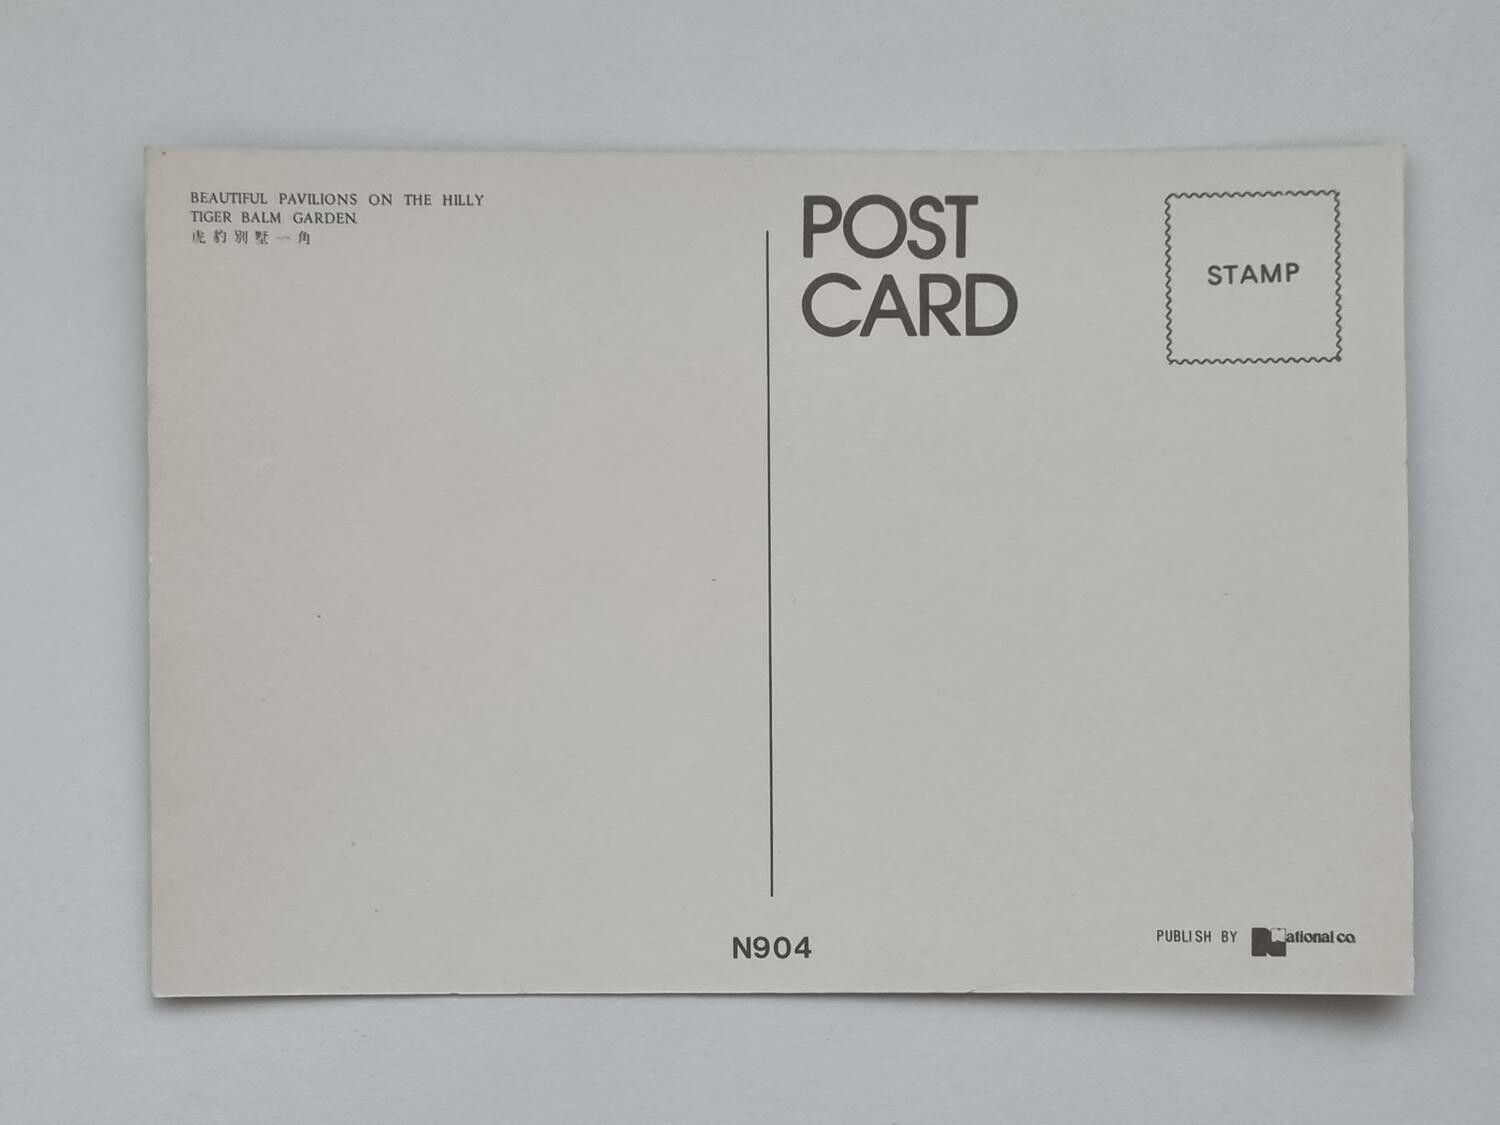 BEAUTIFUL PAVILIONS ON THE HILLY
TIGER BALM GARDEN.
虎豹別墅一角
POST
CARD
STAMP
N904
PUBLISH BY National co.